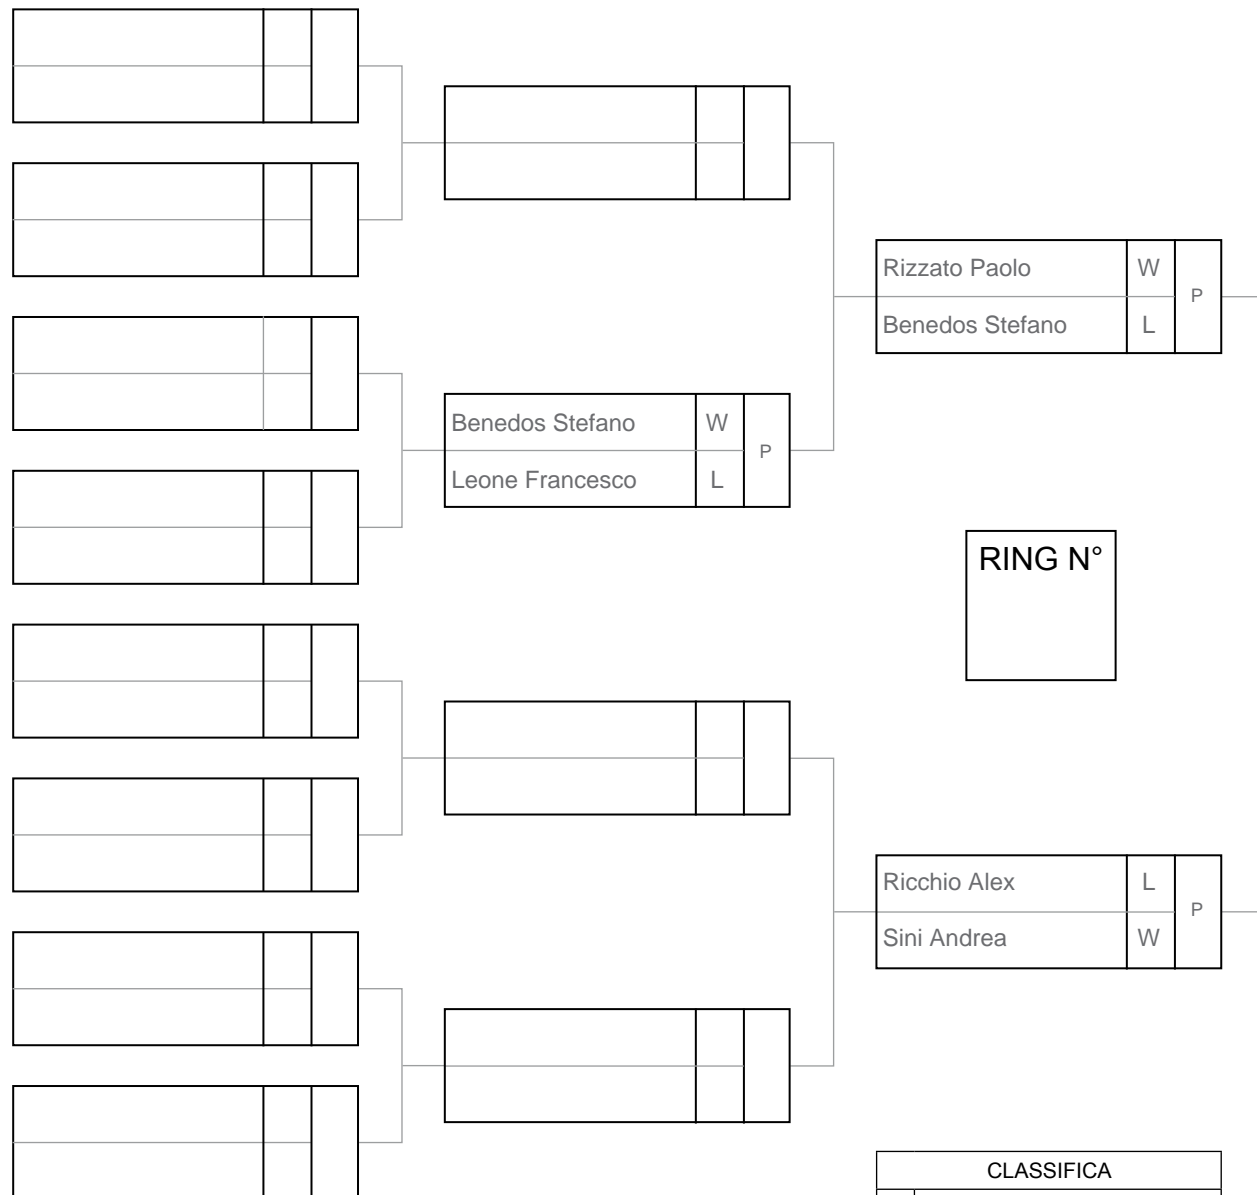 Rizzato Paolo W
P
Benedos Stefano L
Benedos Stefano W
P
Leone Francesco L
RING N°
Ricchio Alex L
P
Sini Andrea W
CLASSIFICA